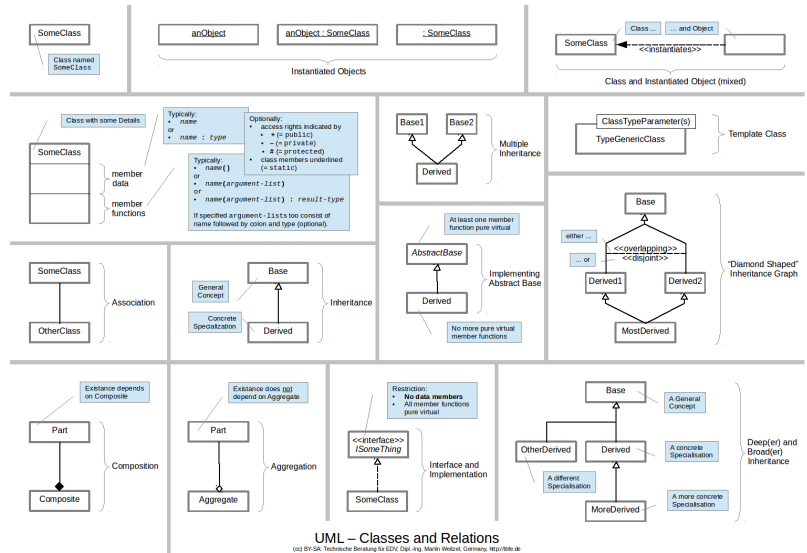 SomeClass
Class named
SomeClass
anObject
anObject : SomeClass
: SomeClass
Instantiated Objects
Class ...
... and Object
SomeClass
<<instantiates>>
Class and Instantiated Object (mixed)
Class with some Details
SomeClass
member
data
member
functions
Typically:
• name
or
• name : type
Optionally:
• access rights indicated by
• + (= public)
• – (= private)
• # (= protected)
• class members underlined
(= static)
Typically:
• name()
or
• name(argument-list)
or
• name(argument-list) : result-type
If specified argument-lists too consist of
name followed by colon and type (optional).
Base1
Base2
Derived
Multiple
Inheritance
ClassTypeParameter(s)
TypeGenericClass
Template Class
At least one member
function pure virtual
AbstractBase
Derived
Implementing
Abstract Base
No more pure virtual
member functions
Base
either ...
<<overlapping>>
... or
<<disjoint>>
Derived1
Derived2
MostDerived
"Diamond Shaped"
Inheritance Graph
SomeClass
OtherClass
Association
Base
General
Concept
Concrete
Specialization
Derived
Inheritance
Existance depends
on Composite
Part
Composite
Composition
Existance does not
depend on Aggregate
Part
Aggregate
Aggregation
Restriction:
• No data members
• All member functions
pure virtual
<<interface>>
ISomeThing
SomeClass
Interface and
Implementation
Base
A General
Concept
OtherDerived
Derived
A concrete
Specialisation
A different
Specialisation
MoreDerived
A more concrete
Specialisation
Deep(er) and
Broad(er)
Inheritance
UML – Classes and Relations
(cc) BY-SA: Technische Beratung für EDV, Dipl.-Ing. Martin Weitzel, Germany, http://tbfe.de